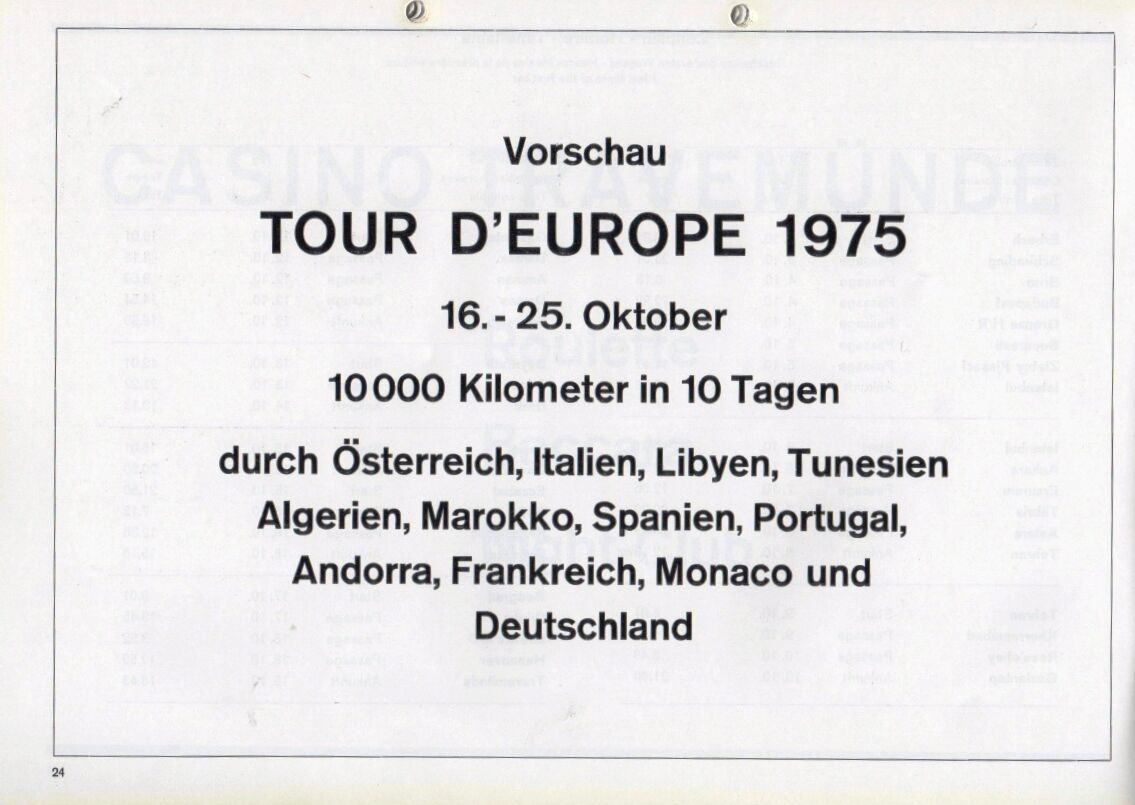 Vorschau
TOUR D'EUROPE 1975
16.-25. Oktober
10000 Kilometer in 10 Tagen
durch Österreich, Italien, Libyen, Tunesien
Algerien, Marokko, Spanien, Portugal,
Andorra, Frankreich, Monaco und
Deutschland
24